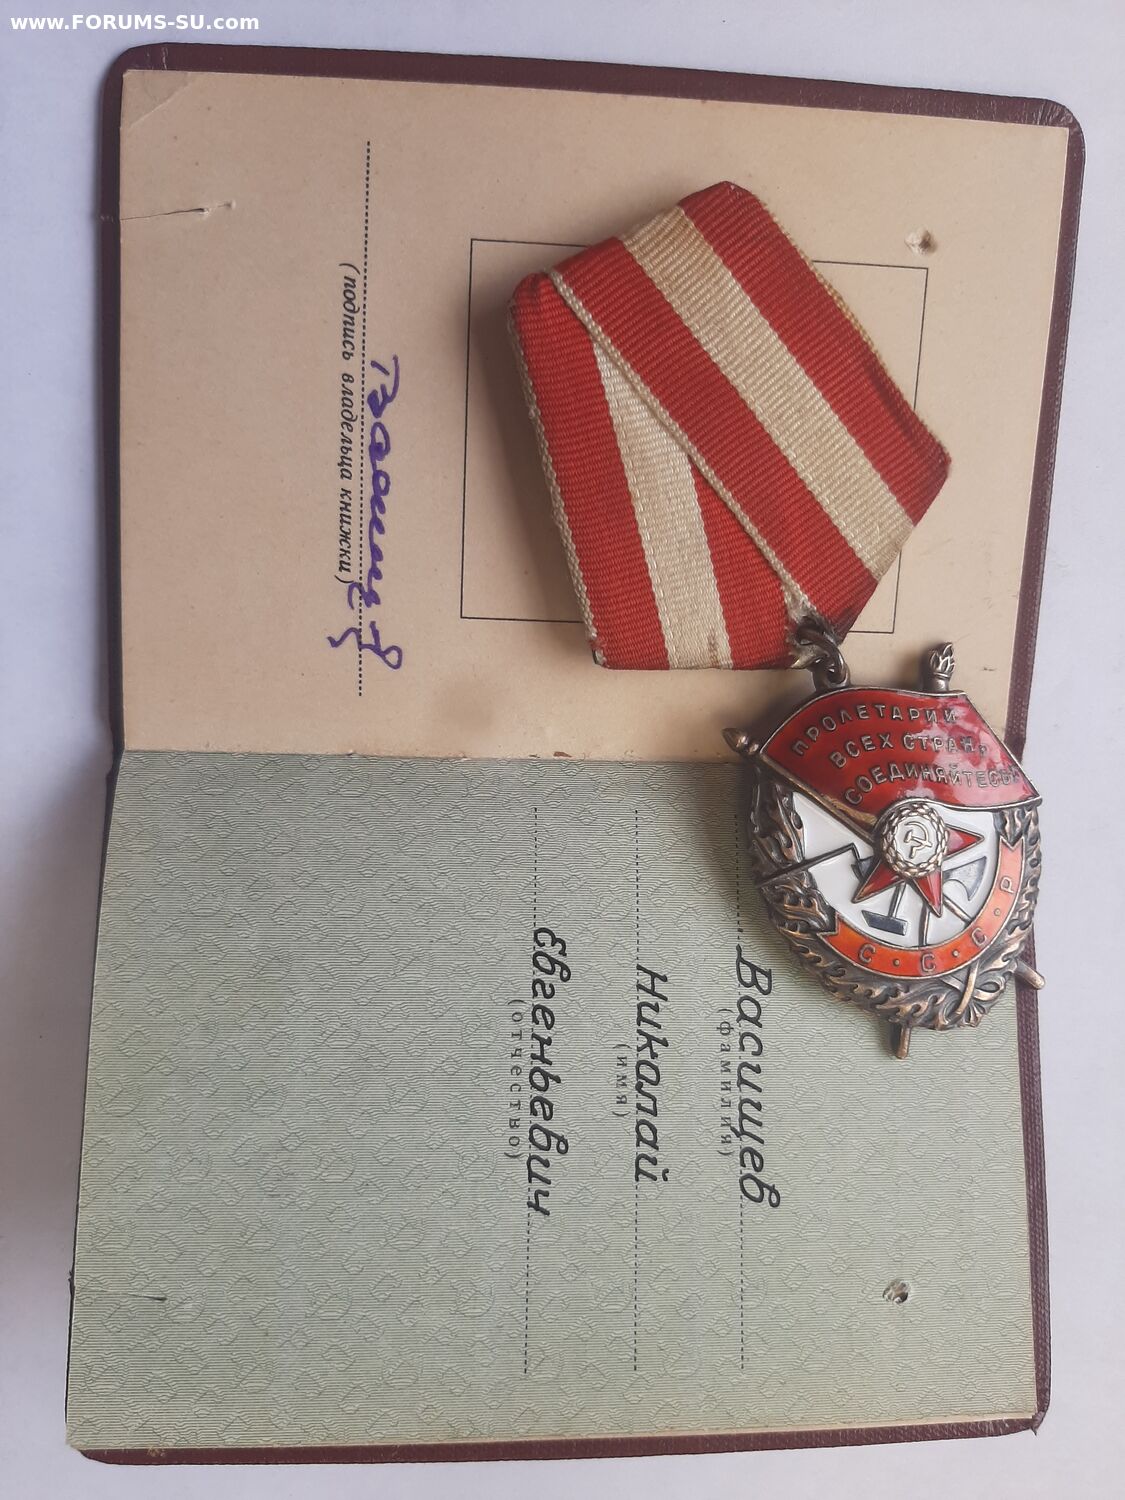 www.FORUMS-SU.com
(подпись владельца книжки)
ПРОЛЕТАРИИ
ВСЕХ СТРАН,
СОЕДИНЯЙТЕСЬ!
С·С·С·Р
Васищев
(фамилия)
Николай
(имя)
Евгеньевич
(отчество)